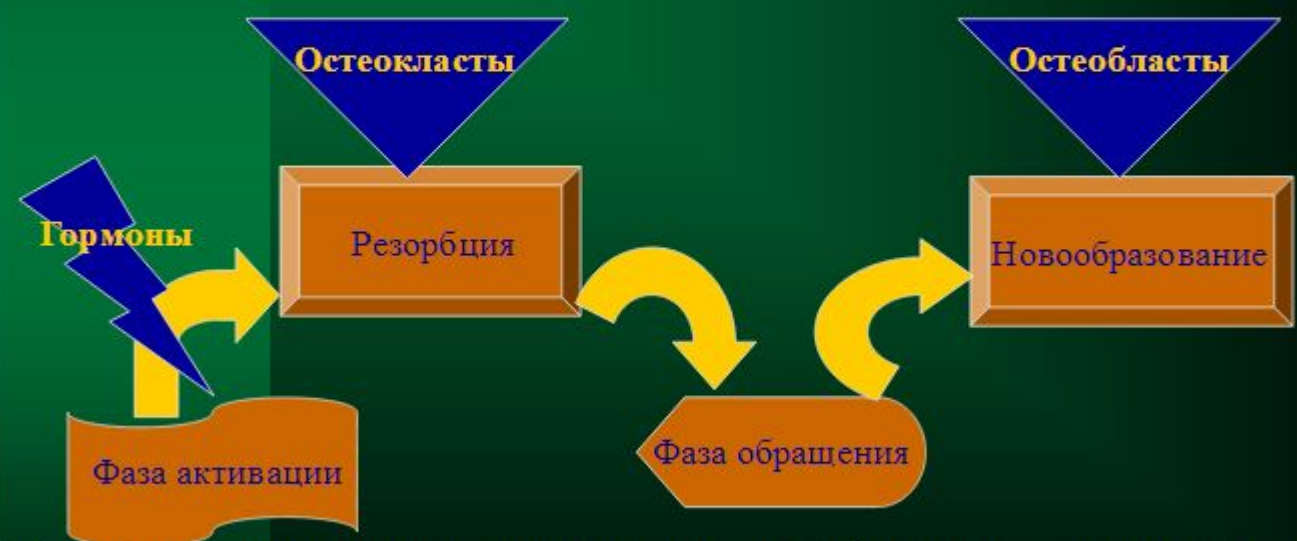 Остеокласты
Остеобласты
Гормоны
Резорбция
Новообразование
Фаза активации
Фаза обращения